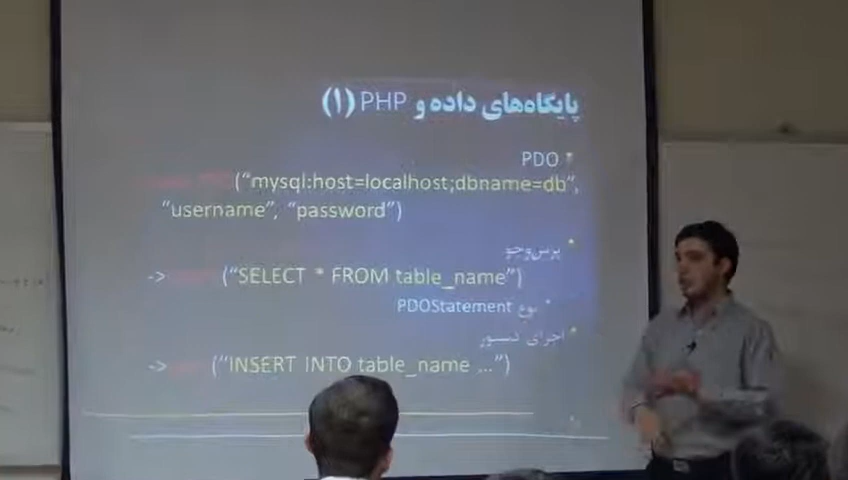 پایگاه‌های داده و PHP (۱)
PDO
("mysql:host=localhost;dbname=db",
"username", "password")
پرس‌وجو
-> ("SELECT * FROM table_name")
نوع PDOStatement
اجرای دستور
-> ("INSERT INTO table_name ...")